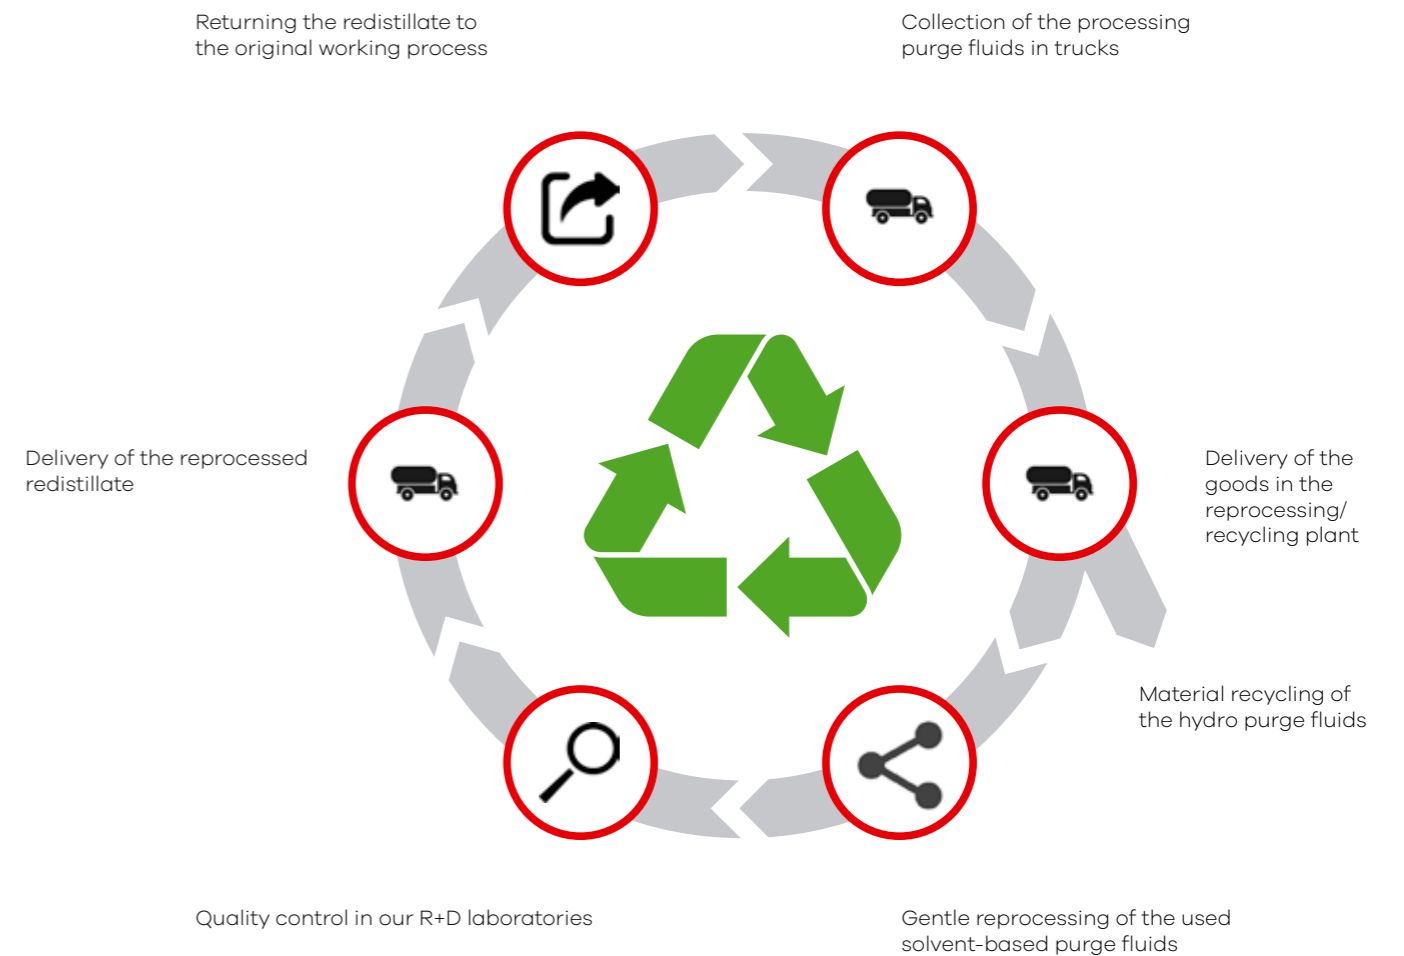 Returning the redistillate to
the original working process
Collection of the processing
purge fluids in trucks
Delivery of the reprocessed
redistillate
Delivery of the
goods in the
reprocessing/
recycling plant
Material recycling of
the hydro purge fluids
Quality control in our R+D laboratories
Gentle reprocessing of the used
solvent-based purge fluids